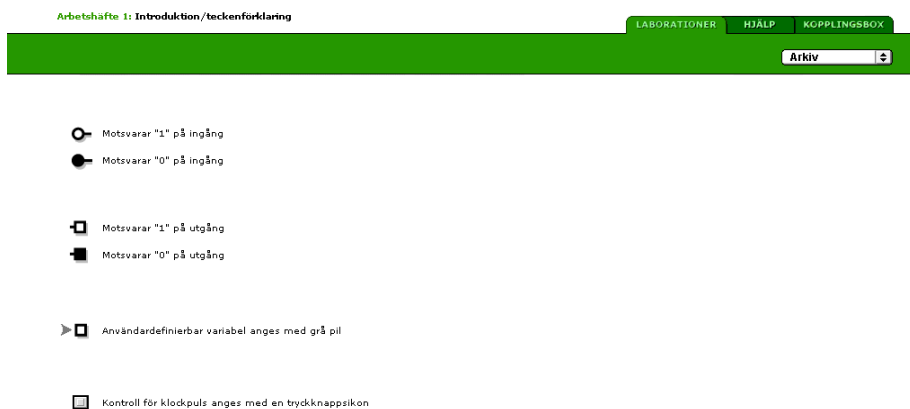 Arbetshäfte 1: Introduktion/teckenförklaring
LABORATIONER HJÄLP KOPPLINGSBOX
Arkiv
Motsvarar "1" på ingång
Motsvarar "0" på ingång
Motsvarar "1" på utgång
Motsvarar "0" på utgång
Användardefinierbar variabel anges med grå pil
Kontroll för klockpuls anges med en tryckknappsikon